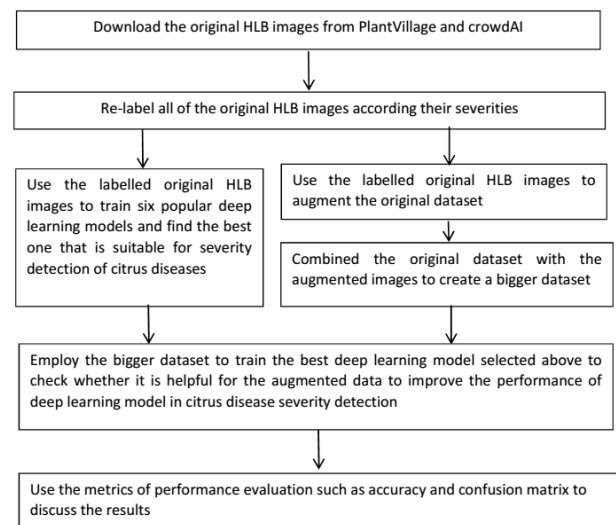 Download the original HLB images from PlantVillage and crowdAI
Re-label all of the original HLB images according their severities
Use the labelled original HLB
images to train six popular deep
learning models and find the best
one that is suitable for severity
detection of citrus diseases
Use the labelled original HLB images to
augment the original dataset
Combined the original dataset with the
augmented images to create a bigger dataset
Employ the bigger dataset to train the best deep learning model selected above to
check whether it is helpful for the augmented data to improve the performance of
deep learning model in citrus disease severity detection
Use the metrics of performance evaluation such as accuracy and confusion matrix to
discuss the results